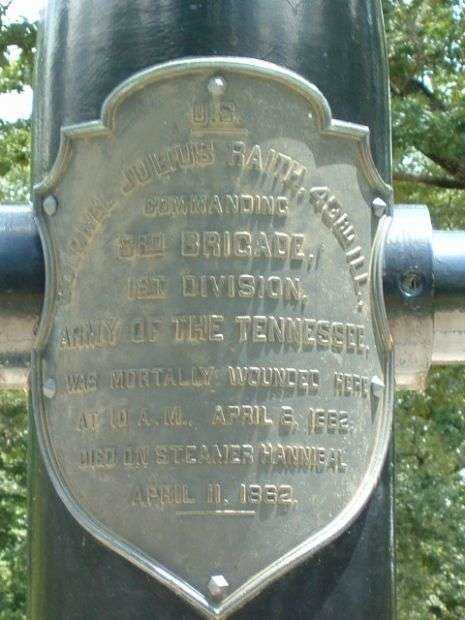 U.S.
COLONEL JULIUS RAITH, 43RD ILL.,
COMMANDING
3RD BRIGADE,
1ST DIVISION,
ARMY OF THE TENNESSEE,
WAS MORTALLY WOUNDED HERE
AT 10 A.M., APRIL 6, 1862.
DIED ON STEAMER HANNIBAL
APRIL 11, 1862.